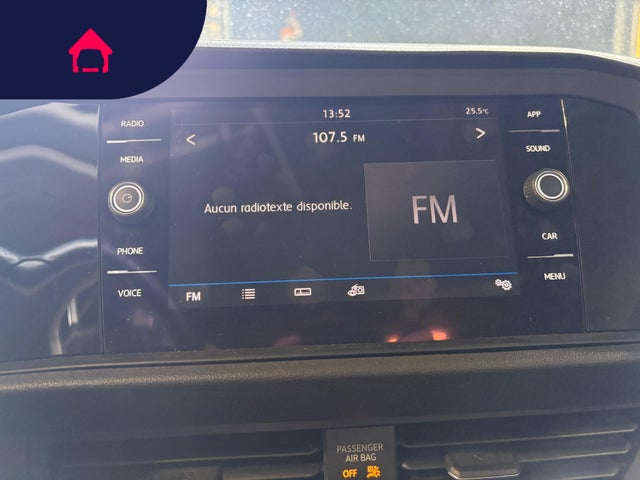 13:52
25.5°C
RADIO
APP
107.5 FM
MEDIA
SOUND
Aucun radiotexte disponible.
FM
PHONE
CAR
VOICE
MENU
FM
PASSENGER
AIR BAG
OFF